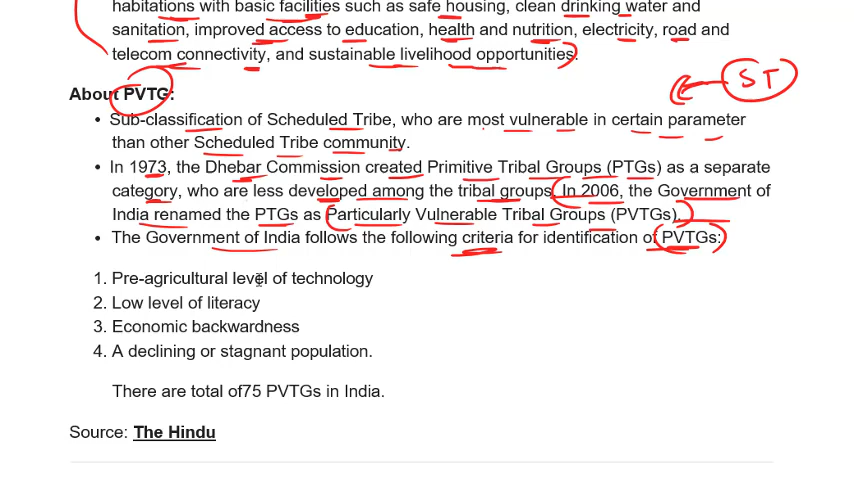 habitations with basic facilities such as safe housing, clean drinking water and
sanitation, improved access to education, health and nutrition, electricity, road and
telecom connectivity, and sustainable livelihood opportunities.
ST
About PVTG:
• Sub-classification of Scheduled Tribe, who are most vulnerable in certain parameter
than other Scheduled Tribe community.
• In 1973, the Dhebar Commission created Primitive Tribal Groups (PTGs) as a separate
category, who are less developed among the tribal groups. In 2006, the Government of
India renamed the PTGs as Particularly Vulnerable Tribal Groups (PVTGs).
• The Government of India follows the following criteria for identification of PVTGs:
1. Pre-agricultural level of technology
2. Low level of literacy
3. Economic backwardness
4. A declining or stagnant population.
There are total of75 PVTGs in India.
Source: The Hindu